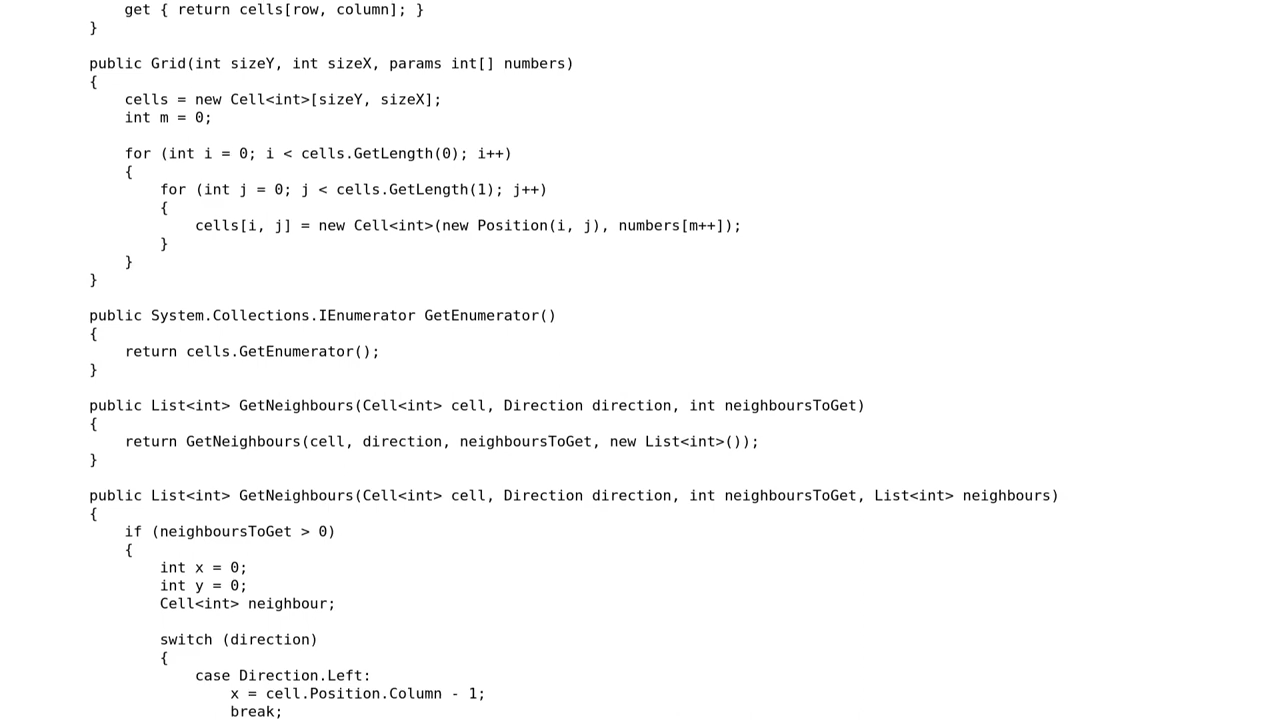 get { return cells[row, column]; }
}
public Grid(int sizeY, int sizeX, params int[] numbers)
{
cells = new Cell<int>[sizeY, sizeX];
int m = 0;
for (int i = 0; i < cells.GetLength(0); i++)
{
for (int j = 0; j < cells.GetLength(1); j++)
{
cells[i, j] = new Cell<int>(new Position(i, j), numbers[m++]);
}
}
}
public System.Collections.IEnumerator GetEnumerator()
{
return cells.GetEnumerator();
}
public List<int> GetNeighbours(Cell<int> cell, Direction direction, int neighboursToGet)
{
return GetNeighbours(cell, direction, neighboursToGet, new List<int>());
}
public List<int> GetNeighbours(Cell<int> cell, Direction direction, int neighboursToGet, List<int> neighbours)
{
if (neighboursToGet > 0)
{
int x = 0;
int y = 0;
Cell<int> neighbour;
switch (direction)
{
case Direction.Left:
x = cell.Position.Column - 1;
break;